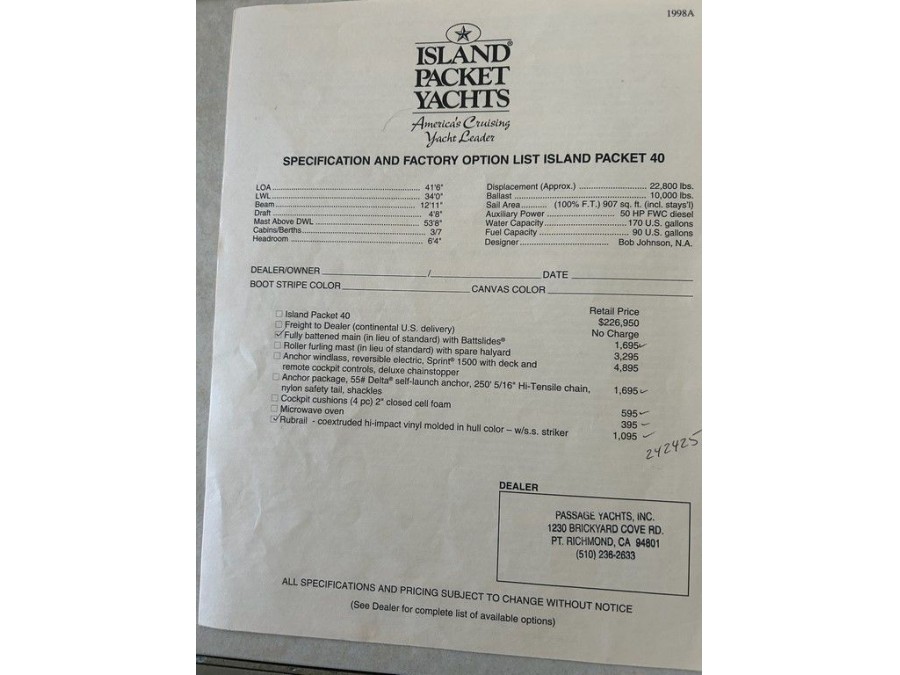 1998A
ISLAND®
PACKET
YACHTS
America's Cruising
Yacht Leader
SPECIFICATION AND FACTORY OPTION LIST ISLAND PACKET 40
LOA ........ 41'6"
LWL ........ 34'0"
Beam ........ 12'11"
Draft ........ 4'8"
Mast Above DWL ........ 53'8"
Cabins/Berths ........ 3/7
Headroom ........ 6'4"
Displacement (Approx.) ........ 22,800 lbs.
Ballast ........ 10,000 lbs.
Sail Area ........ (100% F.T.) 907 sq. ft. (incl. stays'l)
Auxiliary Power ........ 50 HP FWC diesel
Water Capacity ........ 170 U.S. gallons
Fuel Capacity ........ 90 U.S. gallons
Designer ........ Bob Johnson, N.A.
DEALER/OWNER ________ / ________ DATE ________
BOOT STRIPE COLOR ________ CANVAS COLOR ________
Retail Price
☐ Island Packet 40 $226,950
☐ Freight to Dealer (continental U.S. delivery) No Charge
☑ Fully battened main (in lieu of standard) with Battslides® 1,695 ✓
☐ Roller furling mast (in lieu of standard) with spare halyard 3,295
☐ Anchor windlass, reversible electric, Sprint® 1500 with deck and
remote cockpit controls, deluxe chainstopper 4,895
☐ Anchor package, 55# Delta® self-launch anchor, 250' 5/16" Hi-Tensile chain,
nylon safety tail, shackles 1,695 ✓
☐ Cockpit cushions (4 pc) 2" closed cell foam 595 ✓
☐ Microwave oven 395 ✓
☑ Rubrail - coextruded hi-impact vinyl molded in hull color – w/s.s. striker 1,095 ✓
242425
DEALER
PASSAGE YACHTS, INC.
1230 BRICKYARD COVE RD.
PT. RICHMOND, CA 94801
(510) 236-2633
ALL SPECIFICATIONS AND PRICING SUBJECT TO CHANGE WITHOUT NOTICE
(See Dealer for complete list of available options)